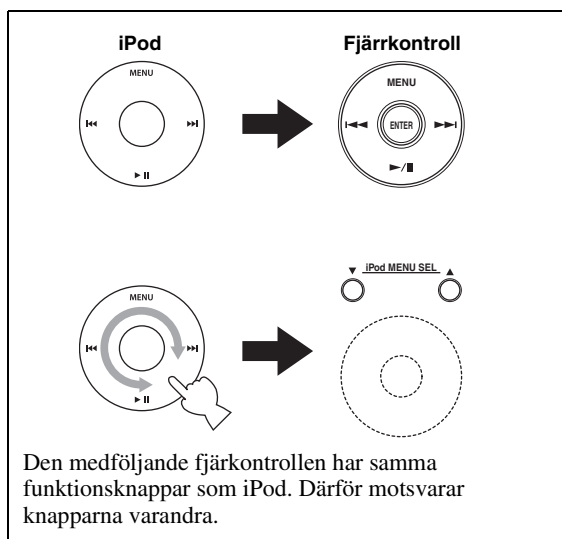 iPod
Fjärrkontroll
MENU
MENU
ENTER
iPod MENU SEL
MENU
Den medföljande fjärkontrollen har samma
funktionsknappar som iPod. Därför motsvarar
knapparna varandra.